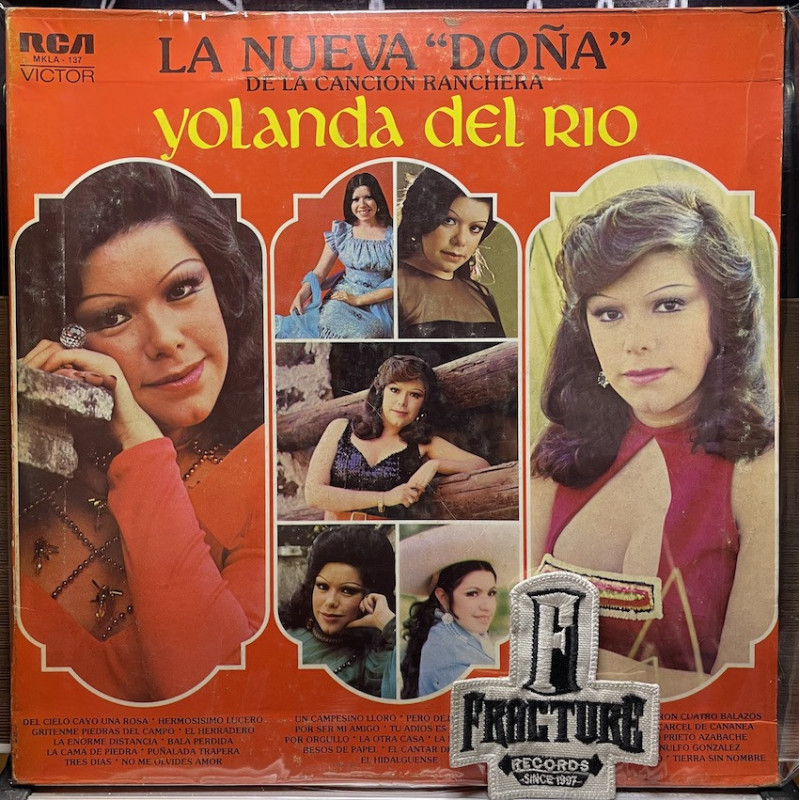 RCA
MKLA - 137
VICTOR
LA NUEVA "DOÑA"
DE LA CANCION RANCHERA
yolanda del RIO
DEL CIELO CAYO UNA ROSA * HERMOSISIMO LUCERO
GRITENME PIEDRAS DEL CAMPO * EL HERRADERO
LA ENORME DISTANCIA * BALA PERDIDA
LA CAMA DE PIEDRA * PUÑALADA TRAPERA
TRES DIAS * NO ME OLVIDES AMOR
UN CAMPESINO LLORO * PERO
POR SER MI AMIGO * TU ADIOS ES
POR ORGULLO * LA OTRA CASA * LA
BESOS DE PAPEL * EL CANTAR
EL HIDALGUENSE
CUATRO BALAZOS
CARCEL DE CANANEA
PRIETO AZABACHE
GONZALEZ
* TIERRA SIN NOMBRE
F
FRACTURE
RECORDS
-SINCE 1997-